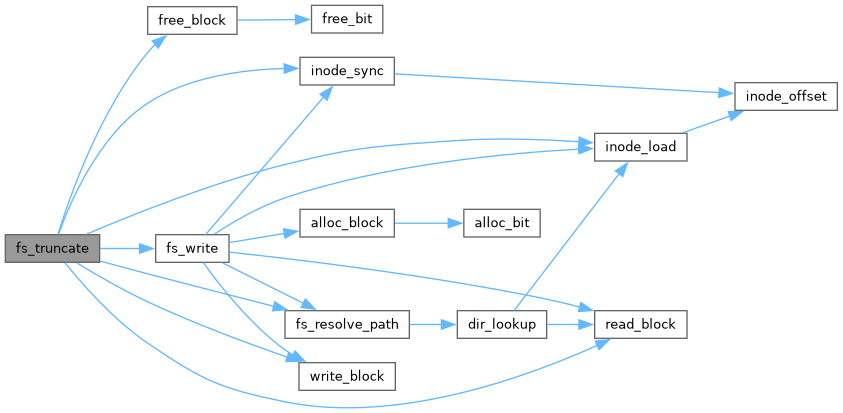 free_block
free_bit
inode_sync
inode_offset
inode_load
alloc_block
alloc_bit
fs_truncate
fs_write
fs_resolve_path
dir_lookup
read_block
write_block